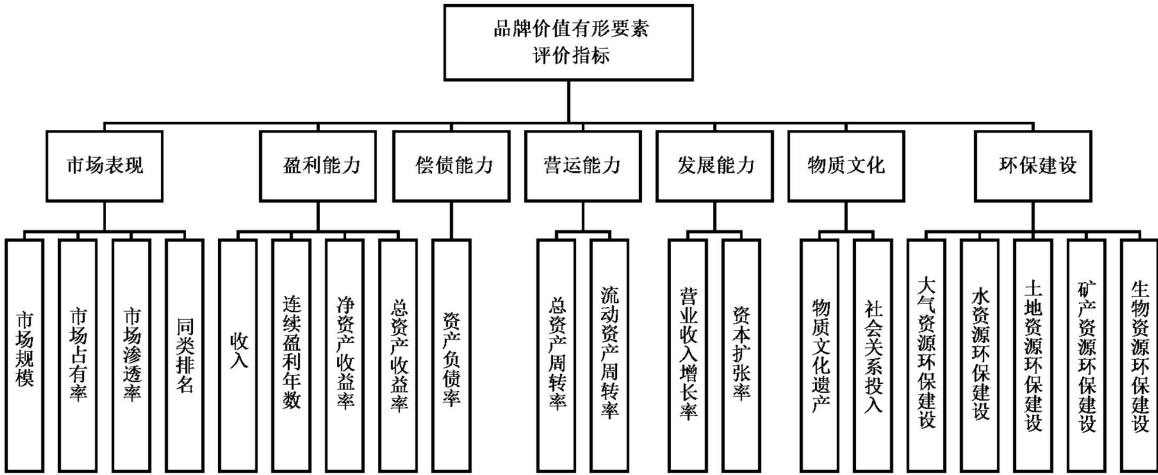 品牌价值有形要素
评价指标
市场表现
盈利能力
偿债能力
营运能力
发展能力
物质文化
环保建设
市场规模
市场占有率
市场渗透率
同类排名
收入
连续盈利年数
净资产收益率
总资产收益率
资产负债率
总资产周转率
流动资产周转率
营业收入增长率
资本扩张率
物质文化遗产
社会关系投入
大气资源环保建设
水资源环保建设
土地资源环保建设
矿产资源环保建设
生物资源环保建设